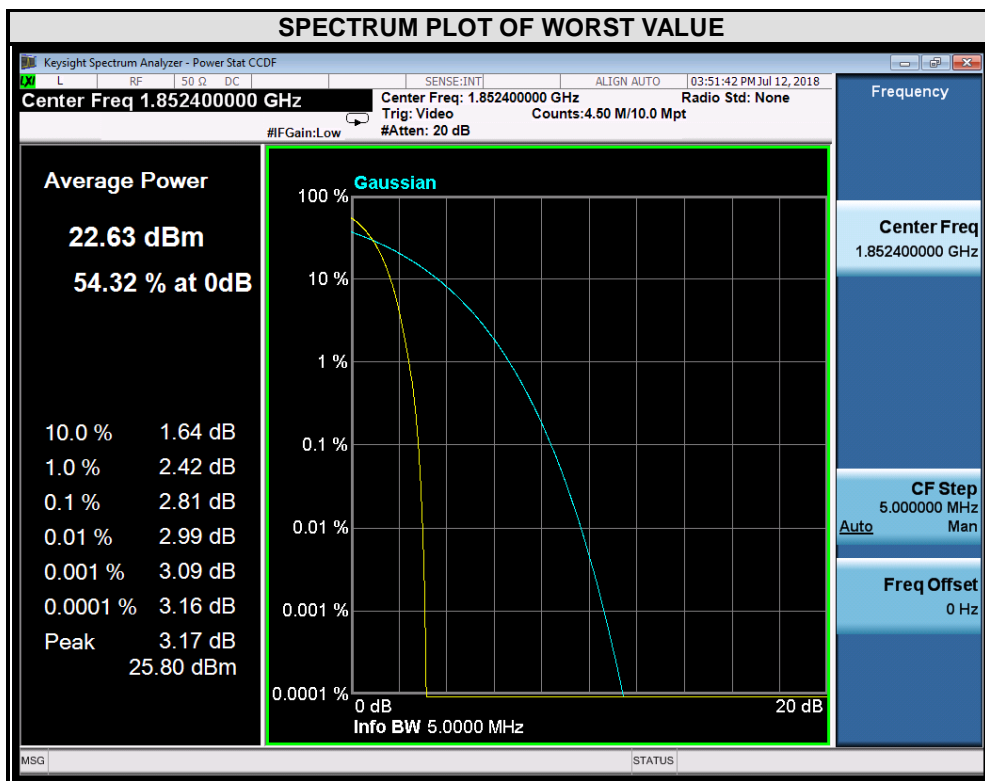 SPECTRUM PLOT OF WORST VALUE
Keysight Spectrum Analyzer - Power Stat CCDF
LXI L RF 50 Ω DC SENSE:INT ALIGN AUTO 03:51:42 PM Jul 12, 2018
Center Freq 1.852400000 GHz
Center Freq: 1.852400000 GHz Radio Std: None
Trig: Video Counts:4.50 M/10.0 Mpt
#IFGain:Low #Atten: 20 dB
Frequency
Average Power
22.63 dBm
54.32 % at 0dB
10.0 % 1.64 dB
1.0 % 2.42 dB
0.1 % 2.81 dB
0.01 % 2.99 dB
0.001 % 3.09 dB
0.0001 % 3.16 dB
Peak 3.17 dB
25.80 dBm
Gaussian
100 %
10 %
1 %
0.1 %
0.01 %
0.001 %
0.0001 %
0 dB 20 dB
Info BW 5.0000 MHz
Center Freq
1.852400000 GHz
CF Step
5.000000 MHz
Auto Man
Freq Offset
0 Hz
MSG STATUS